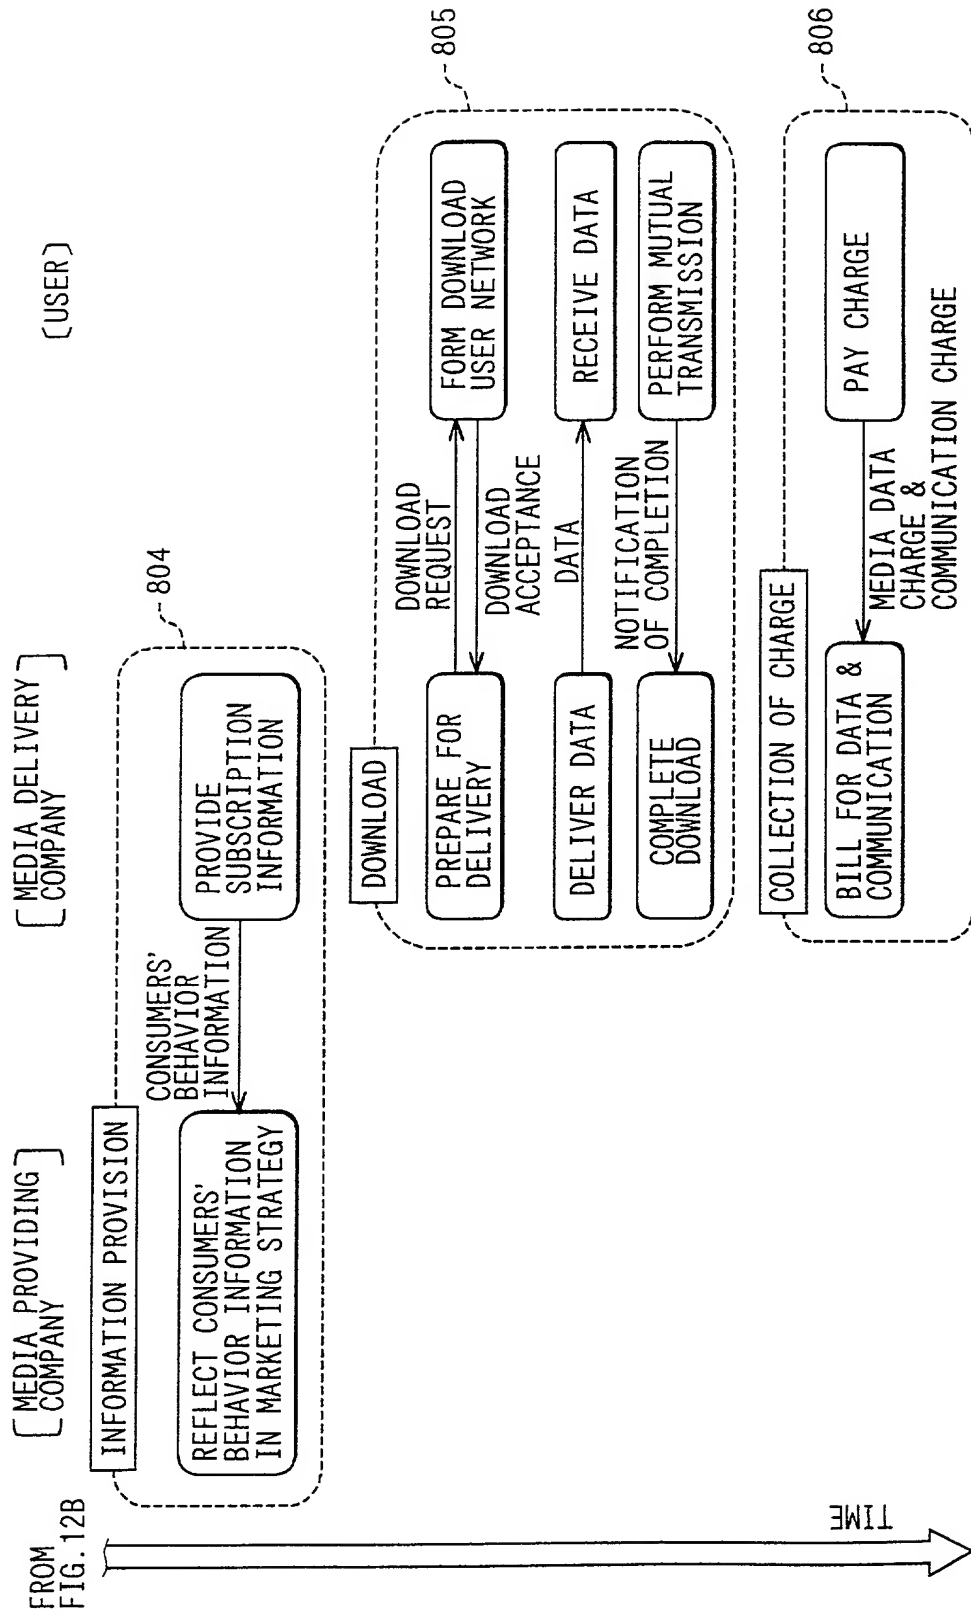 FROM
FIG.12B
MEDIA PROVIDING
COMPANY
MEDIA DELIVERY
COMPANY
(USER)
INFORMATION PROVISION
804
REFLECT CONSUMERS'
BEHAVIOR INFORMATION
IN MARKETING STRATEGY
CONSUMERS'
BEHAVIOR
INFORMATION
PROVIDE
SUBSCRIPTION
INFORMATION
DOWNLOAD
805
PREPARE FOR
DELIVERY
DOWNLOAD
REQUEST
DOWNLOAD
ACCEPTANCE
FORM DOWNLOAD
USER NETWORK
DELIVER DATA
DATA
RECEIVE DATA
COMPLETE
DOWNLOAD
NOTIFICATION
OF COMPLETION
PERFORM MUTUAL
TRANSMISSION
COLLECTION OF CHARGE
806
BILL FOR DATA &
COMMUNICATION
MEDIA DATA
CHARGE &
COMMUNICATION CHARGE
PAY CHARGE
TIME